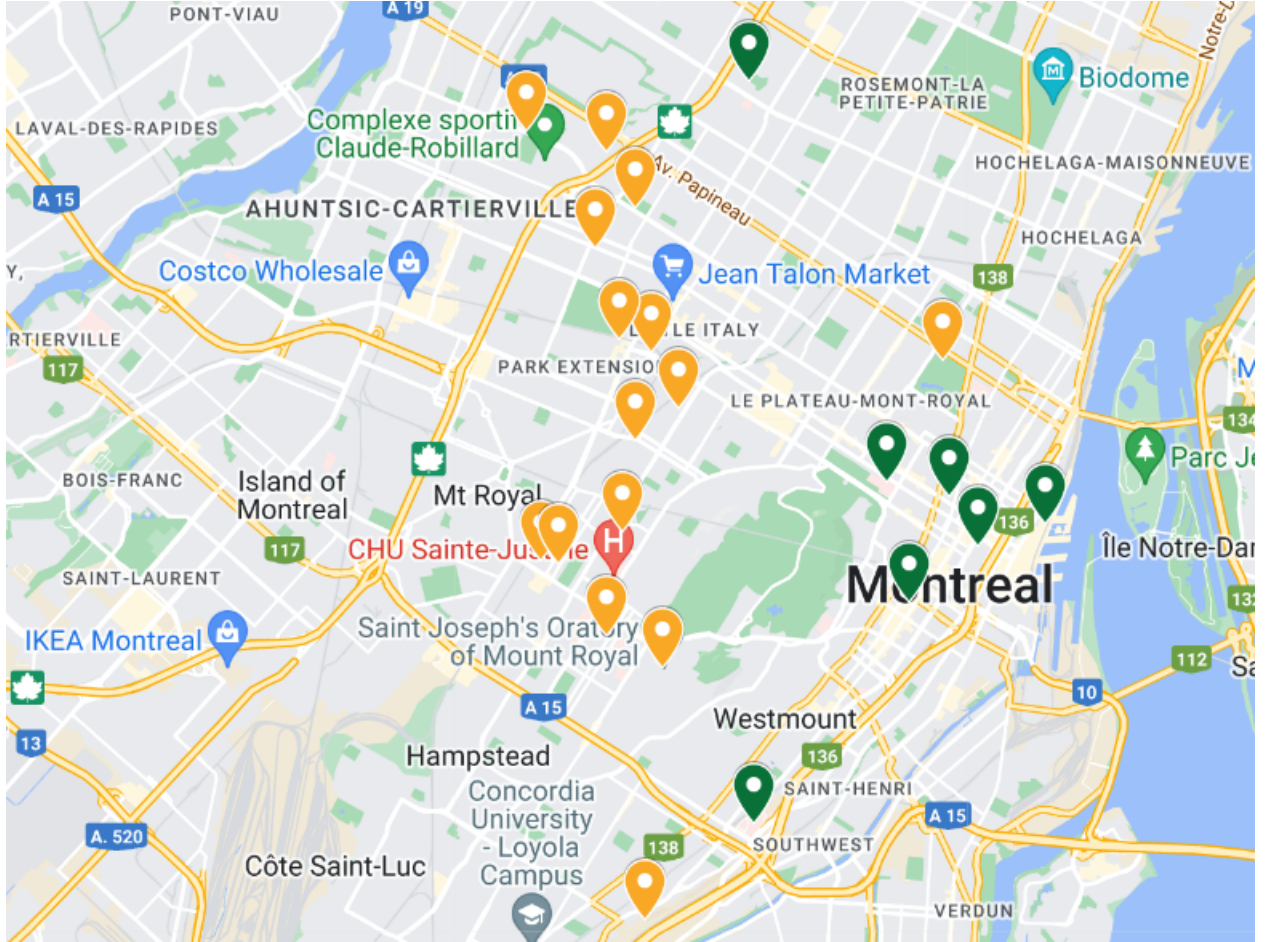 PONT-VIAU
A 19
Notre-D
ROSEMONT-LA
PETITE-PATRIE
Biodome
LAVAL-DES-RAPIDES
Complexe sportif
Claude-Robillard
HOCHELAGA-MAISONNEUVE
Av. Papineau
A 15
AHUNTSIC-CARTIERVILLE
HOCHELAGA
Costco Wholesale
Jean Talon Market
138
Y,
RTIERVILLE
ITALY
117
PARK EXTENSIO
M
LE PLATEAU-MONT-ROYAL
134
Parc Je
BOIS-FRANC
Island of
Montreal
Mt Royal
136
117
CHU Sainte-Justine
H
Île Notre-Dam
SAINT-LAURENT
Montreal
132
IKEA Montreal
Saint Joseph's Oratory
of Mount Royal
112
Sa
A 15
10
Westmount
13
Hampstead
136
Concordia
University
- Loyola
Campus
SAINT-HENRI
A 15
A. 520
138
SOUTHWEST
Côte Saint-Luc
VERDUN